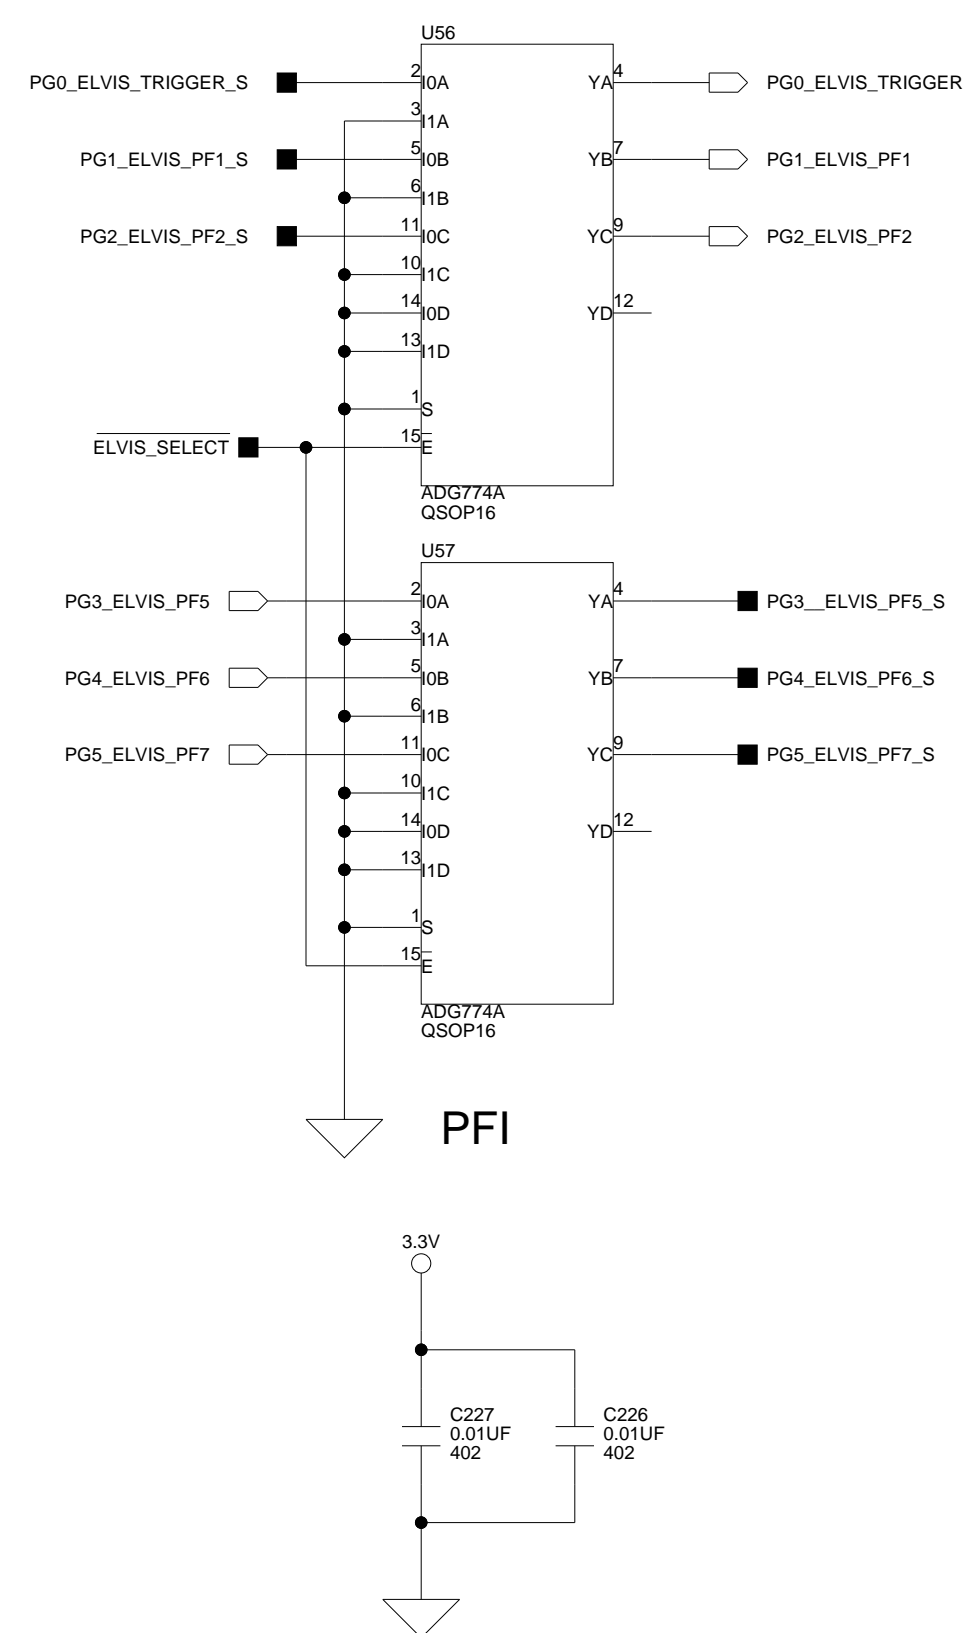 U56
PG0_ELVIS_TRIGGER_S 2 I0A YA 4 PG0_ELVIS_TRIGGER
3 I1A
PG1_ELVIS_PF1_S 5 I0B YB 7 PG1_ELVIS_PF1
6 I1B
PG2_ELVIS_PF2_S 11 I0C YC 9 PG2_ELVIS_PF2
10 I1C
14 I0D YD 12
13 I1D
1 S
ELVIS_SELECT 15 E
ADG774A
QSOP16
U57
PG3_ELVIS_PF5 2 I0A YA 4 PG3__ELVIS_PF5_S
3 I1A
PG4_ELVIS_PF6 5 I0B YB 7 PG4_ELVIS_PF6_S
6 I1B
PG5_ELVIS_PF7 11 I0C YC 9 PG5_ELVIS_PF7_S
10 I1C
14 I0D YD 12
13 I1D
1 S
15 E
ADG774A
QSOP16
PFI
3.3V
C227 C226
0.01UF 0.01UF
402 402